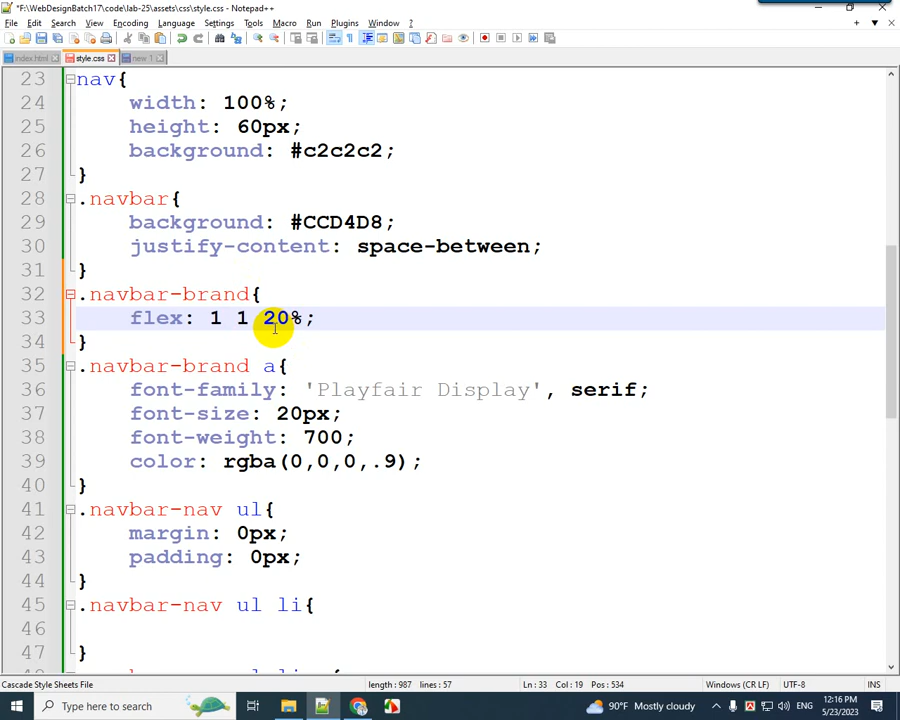 *F:\WebDesignBatch17\code\lab-25\assets\css\style.css - Notepad++
File Edit Search View Encoding Language Settings Tools Macro Run Plugins Window ?
index.html style.css new 1
23 nav{
24 width: 100%;
25 height: 60px;
26 background: #c2c2c2;
27 }
28 .navbar{
29 background: #CCD4D8;
30 justify-content: space-between;
31 }
32 .navbar-brand{
33 flex: 1 1 20%;
34 }
35 .navbar-brand a{
36 font-family: 'Playfair Display', serif;
37 font-size: 20px;
38 font-weight: 700;
39 color: rgba(0,0,0,.9);
40 }
41 .navbar-nav ul{
42 margin: 0px;
43 padding: 0px;
44 }
45 .navbar-nav ul li{
46
47 }
Cascade Style Sheets File length : 987 lines : 57 Ln : 33 Col : 19 Pos : 534 Windows (CR LF) UTF-8 INS
Type here to search 90°F Mostly cloudy 12:16 PM
5/23/2023